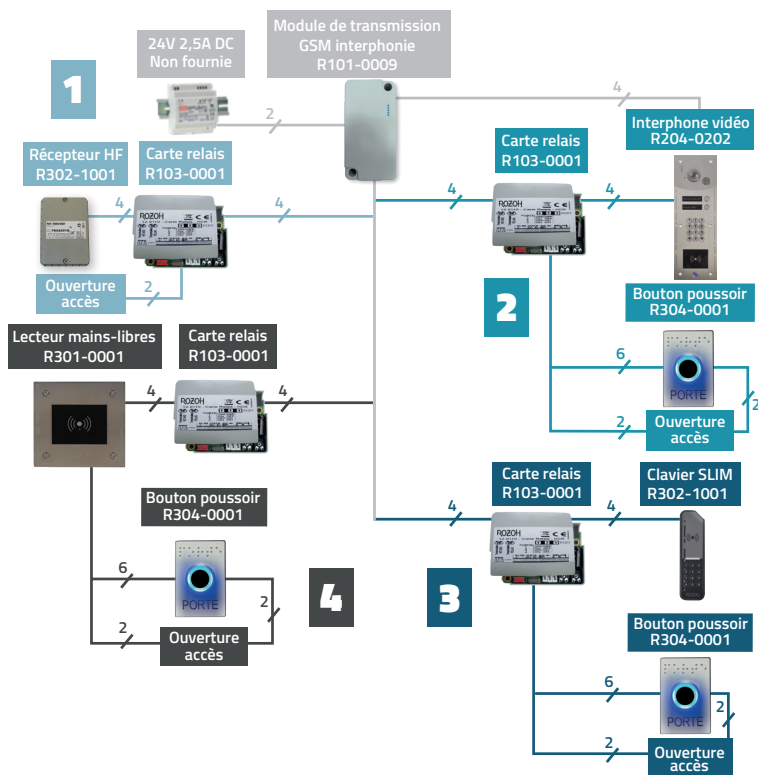 24V 2,5A DC
Non fournie
Module de transmission
GSM interphonie
R101-0009
1
2
4
Interphone vidéo
R204-0202
Récepteur HF
R302-1001
Carte relais
R103-0001
4
4
ROZOH
Ouverture
accès
2
Carte relais
R103-0001
4
4
ROZOH
2
Bouton poussoir
R304-0001
6
PORTE
2
2
Ouverture
accès
Lecteur mains-libres
R301-0001
Carte relais
R103-0001
4
4
ROZOH
Bouton poussoir
R304-0001
6
PORTE
2
2
Ouverture
accès
4
Carte relais
R103-0001
Clavier SLIM
R302-1001
4
4
ROZOH
3
Bouton poussoir
R304-0001
6
PORTE
2
2
Ouverture
accès